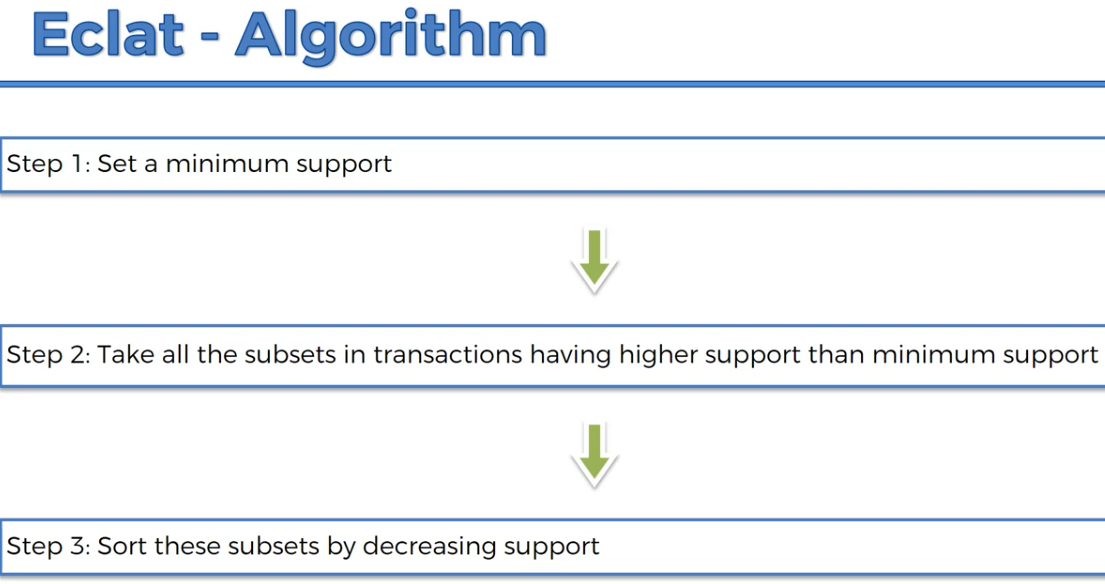 Eclat - Algorithm
Step 1: Set a minimum support
Step 2: Take all the subsets in transactions having higher support than minimum support
Step 3: Sort these subsets by decreasing support